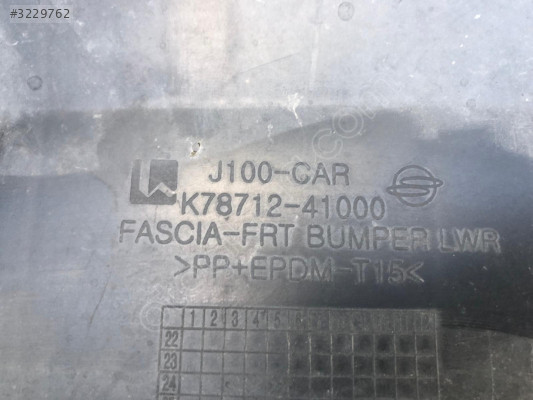 #3229762
J100-CAR
K78712-41000
FASCIA-FRT BUMPER LWR
>PP+EPDM-T15<
1 2 3 4 5
22
23
24